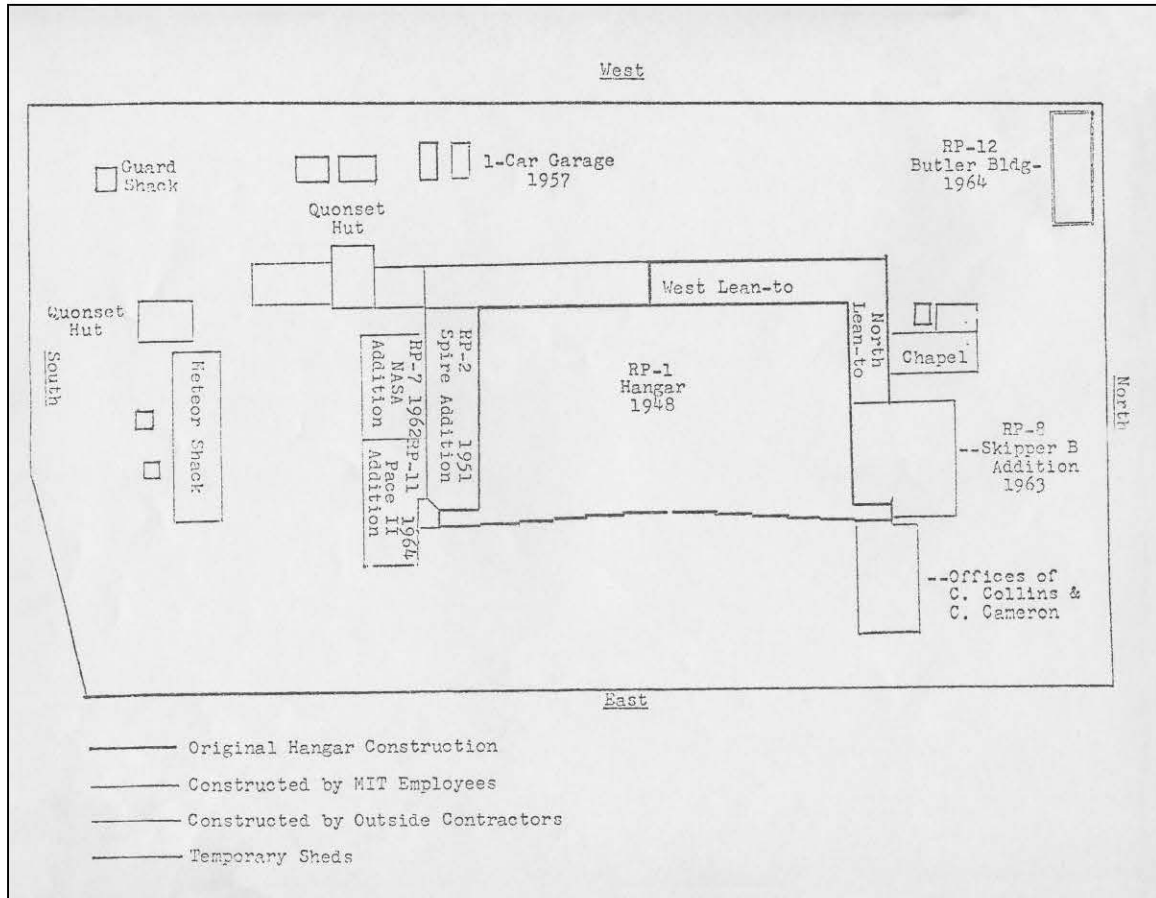 West
Guard
Shack
1-Car Garage
1957
RP-12
Butler Bldg-
1964
Quonset
Hut
West Lean-to
Quonset
Hut
North
Lean-to
Chapel
South
Meteor Shack
RP-7 1962
NASA
Addition
RP-11 1964
Pace II
Addition
RP-2 1951
Spire Addition
RP-1
Hangar
1948
North
RP-8
--Skipper B
Addition
1963
--Offices of
C. Collins &
C. Cameron
East
Original Hangar Construction
Constructed by MIT Employees
Constructed by Outside Contractors
Temporary Sheds